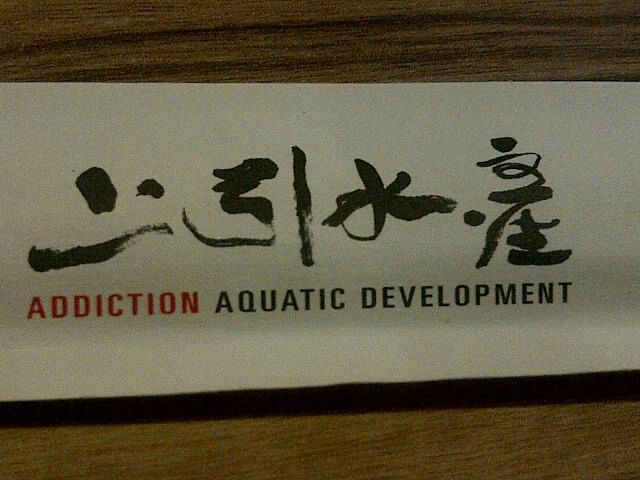 上引水產
ADDICTION AQUATIC DEVELOPMENT